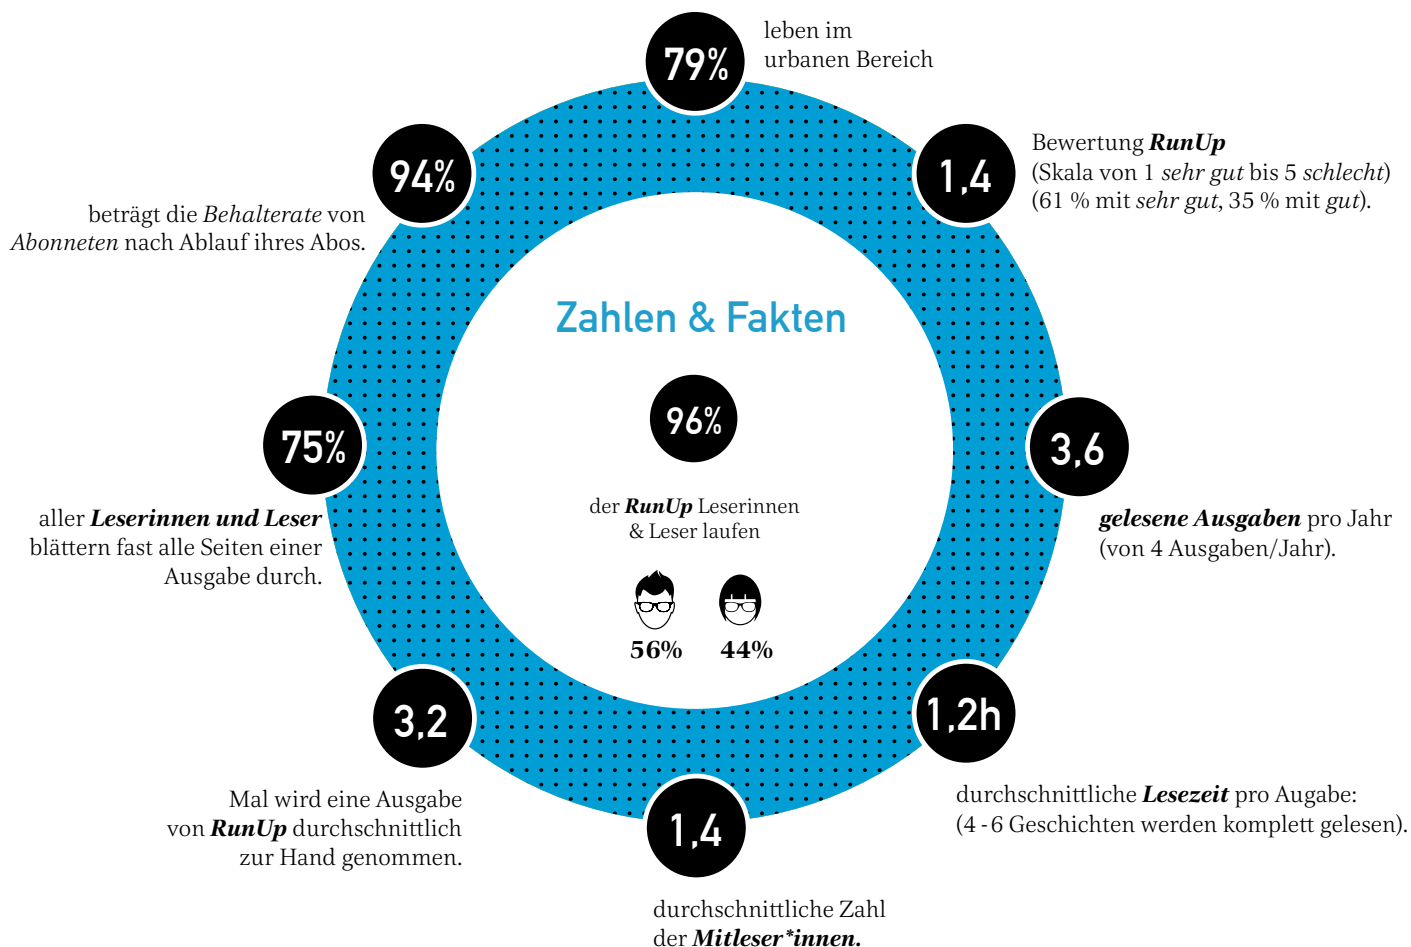 79%
leben im
urbanen Bereich
1,4
Bewertung RunUp
(Skala von 1 sehr gut bis 5 schlecht)
(61 % mit sehr gut, 35 % mit gut).
94%
beträgt die Behalterate von
Abonneten nach Ablauf ihres Abos.
Zahlen & Fakten
96%
der RunUp Leserinnen
& Leser laufen
56% 44%
75%
aller Leserinnen und Leser
blättern fast alle Seiten einer
Ausgabe durch.
3,6
gelesene Ausgaben pro Jahr
(von 4 Ausgaben/Jahr).
3,2
Mal wird eine Ausgabe
von RunUp durchschnittlich
zur Hand genommen.
1,2h
durchschnittliche Lesezeit pro Augabe:
(4 - 6 Geschichten werden komplett gelesen).
1,4
durchschnittliche Zahl
der Mitleser*innen.